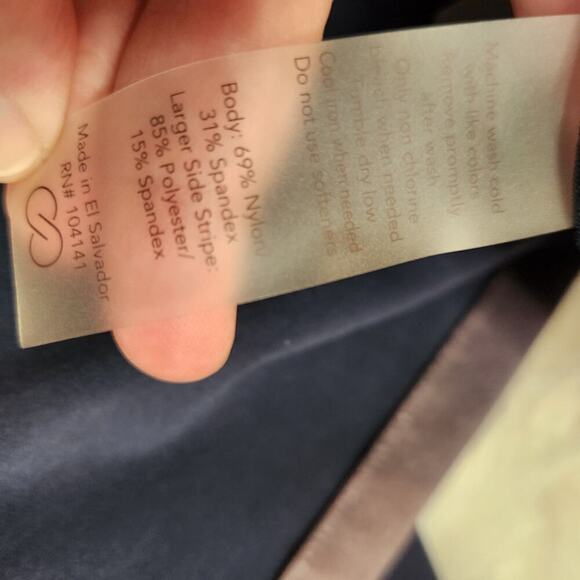 Machine wash cold
with like colors
Remove promptly
after wash
Only non chlorine
bleach when needed
Tumble dry low
Cool iron when needed
Do not use softeners
Body: 69% Nylon/
31% Spandex
Larger Side Stripe:
85% Polyester/
15% Spandex
Made in El Salvador
RN# 104141